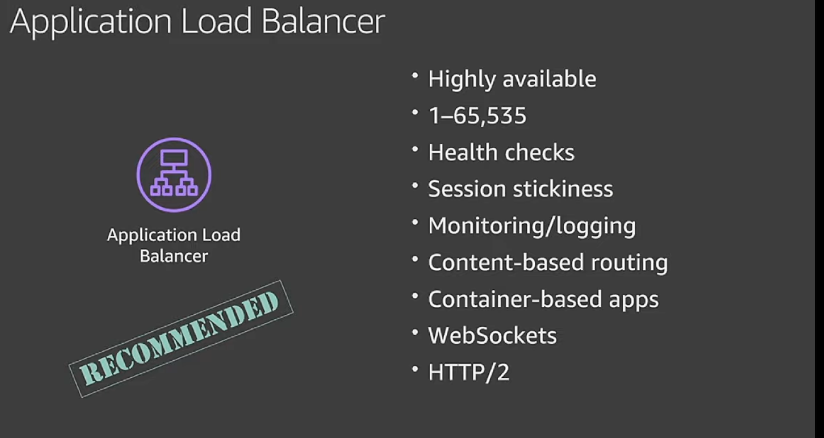 Application Load Balancer
Application Load
Balancer
RECOMMENDED
• Highly available
• 1–65,535
• Health checks
• Session stickiness
• Monitoring/logging
• Content-based routing
• Container-based apps
• WebSockets
• HTTP/2